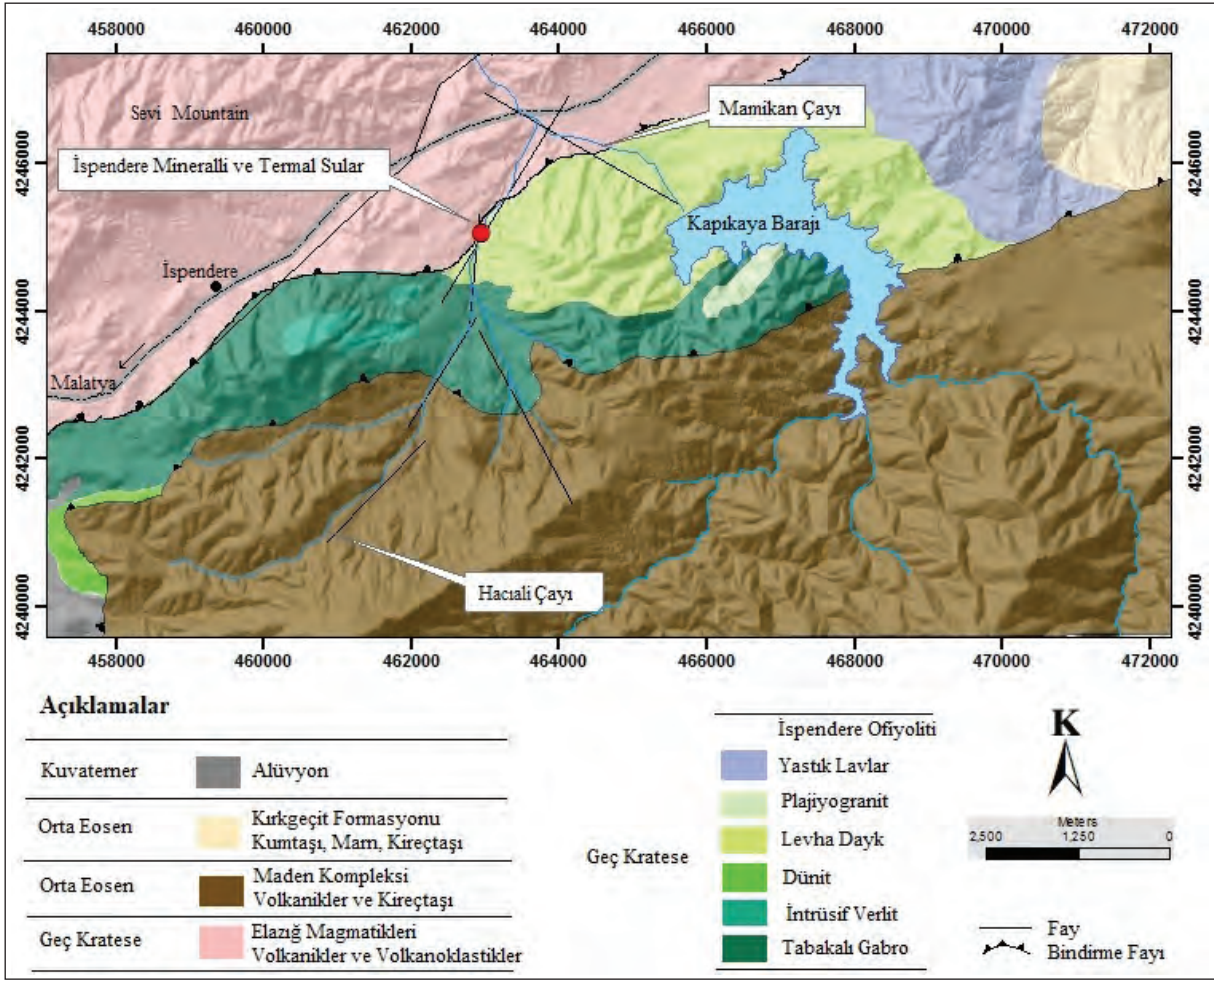 458000 460000 462000 464000 466000 468000 470000 472000
4246000
4244000
4242000
4240000
4246000
4244000
4242000
4240000
Sevi Mountain
Mamikan Çayı
İspendere Mineralli ve Termal Sular
Kapıkaya Barajı
İspendere
Malatya
Hacıali Çayı
458000 460000 462000 464000 466000 468000 470000 472000
Açıklamalar
Kuvaterner
Alüvyon
Orta Eosen
Kırkgeçit Formasyonu
Kumtaşı, Marn, Kireçtaşı
Orta Eosen
Maden Kompleksi
Volkanikler ve Kireçtaşı
Geç Kratese
Elazığ Magmatikleri
Volkanikler ve Volkanoklastikler
Geç Kratese
İspendere Ofiyoliti
Yastık Lavlar
Plajiyogranit
Levha Dayk
Dünit
İntrüsif Verlit
Tabakalı Gabro
K
Meters
2,500 1,250 0
Fay
Bindirme Fayı